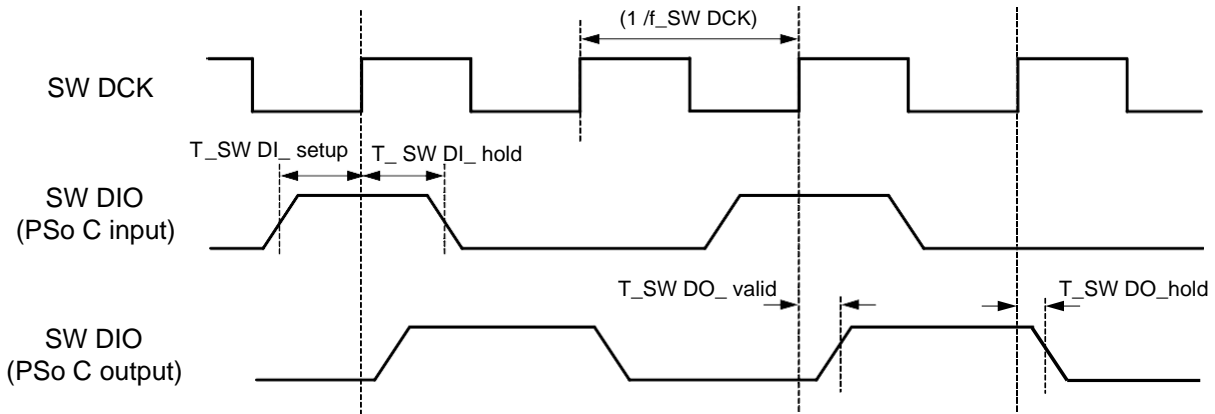 (1 /f_SW DCK)
SW DCK
T_SW DI_ setup
T_ SW DI_ hold
SW DIO
(PSo C input)
T_SW DO_ valid
T_SW DO_hold
SW DIO
(PSo C output)